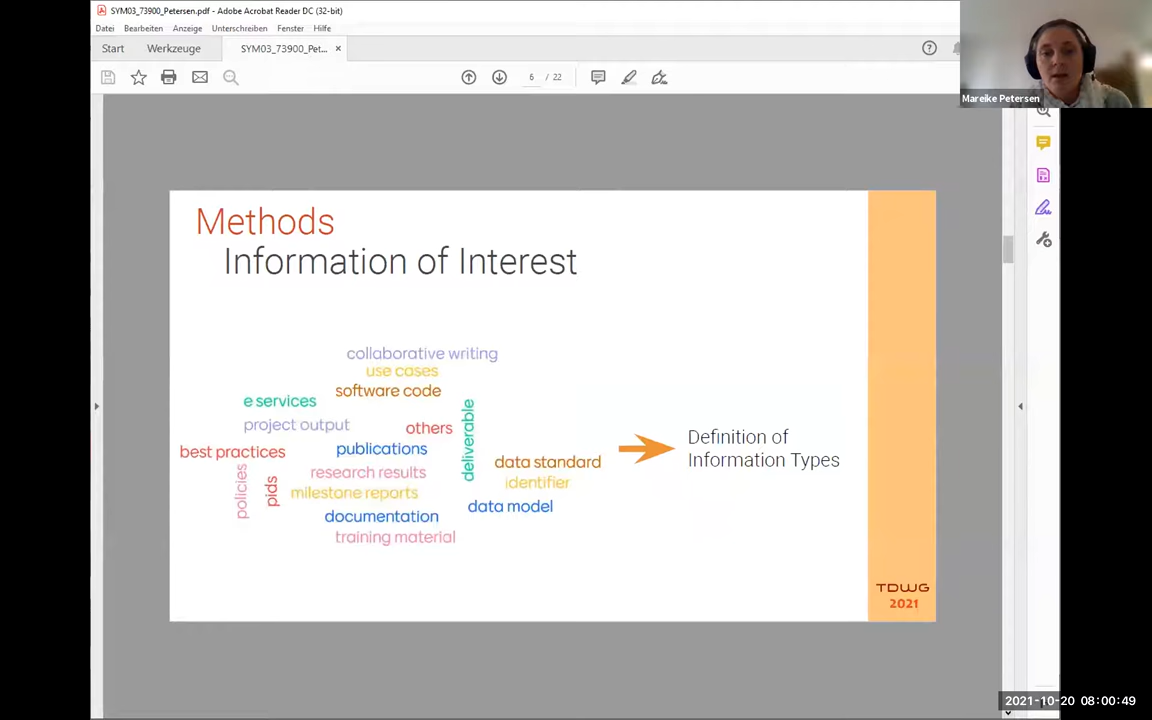 SYM03_73900_Petersen.pdf - Adobe Acrobat Reader DC (32-bit)
Datei Bearbeiten Anzeige Unterschreiben Fenster Hilfe
Start Werkzeuge SYM03_73900_Pet... ×
6 / 22
Mareike Petersen
Methods
Information of Interest
collaborative writing
use cases
software code
e services
deliverable
project output
others
best practices
publications
data standard
policies
pids
research results
identifier
milestone reports
data model
documentation
training material
Definition of
Information Types
TDWG
2021
2021-10-20 08:00:49